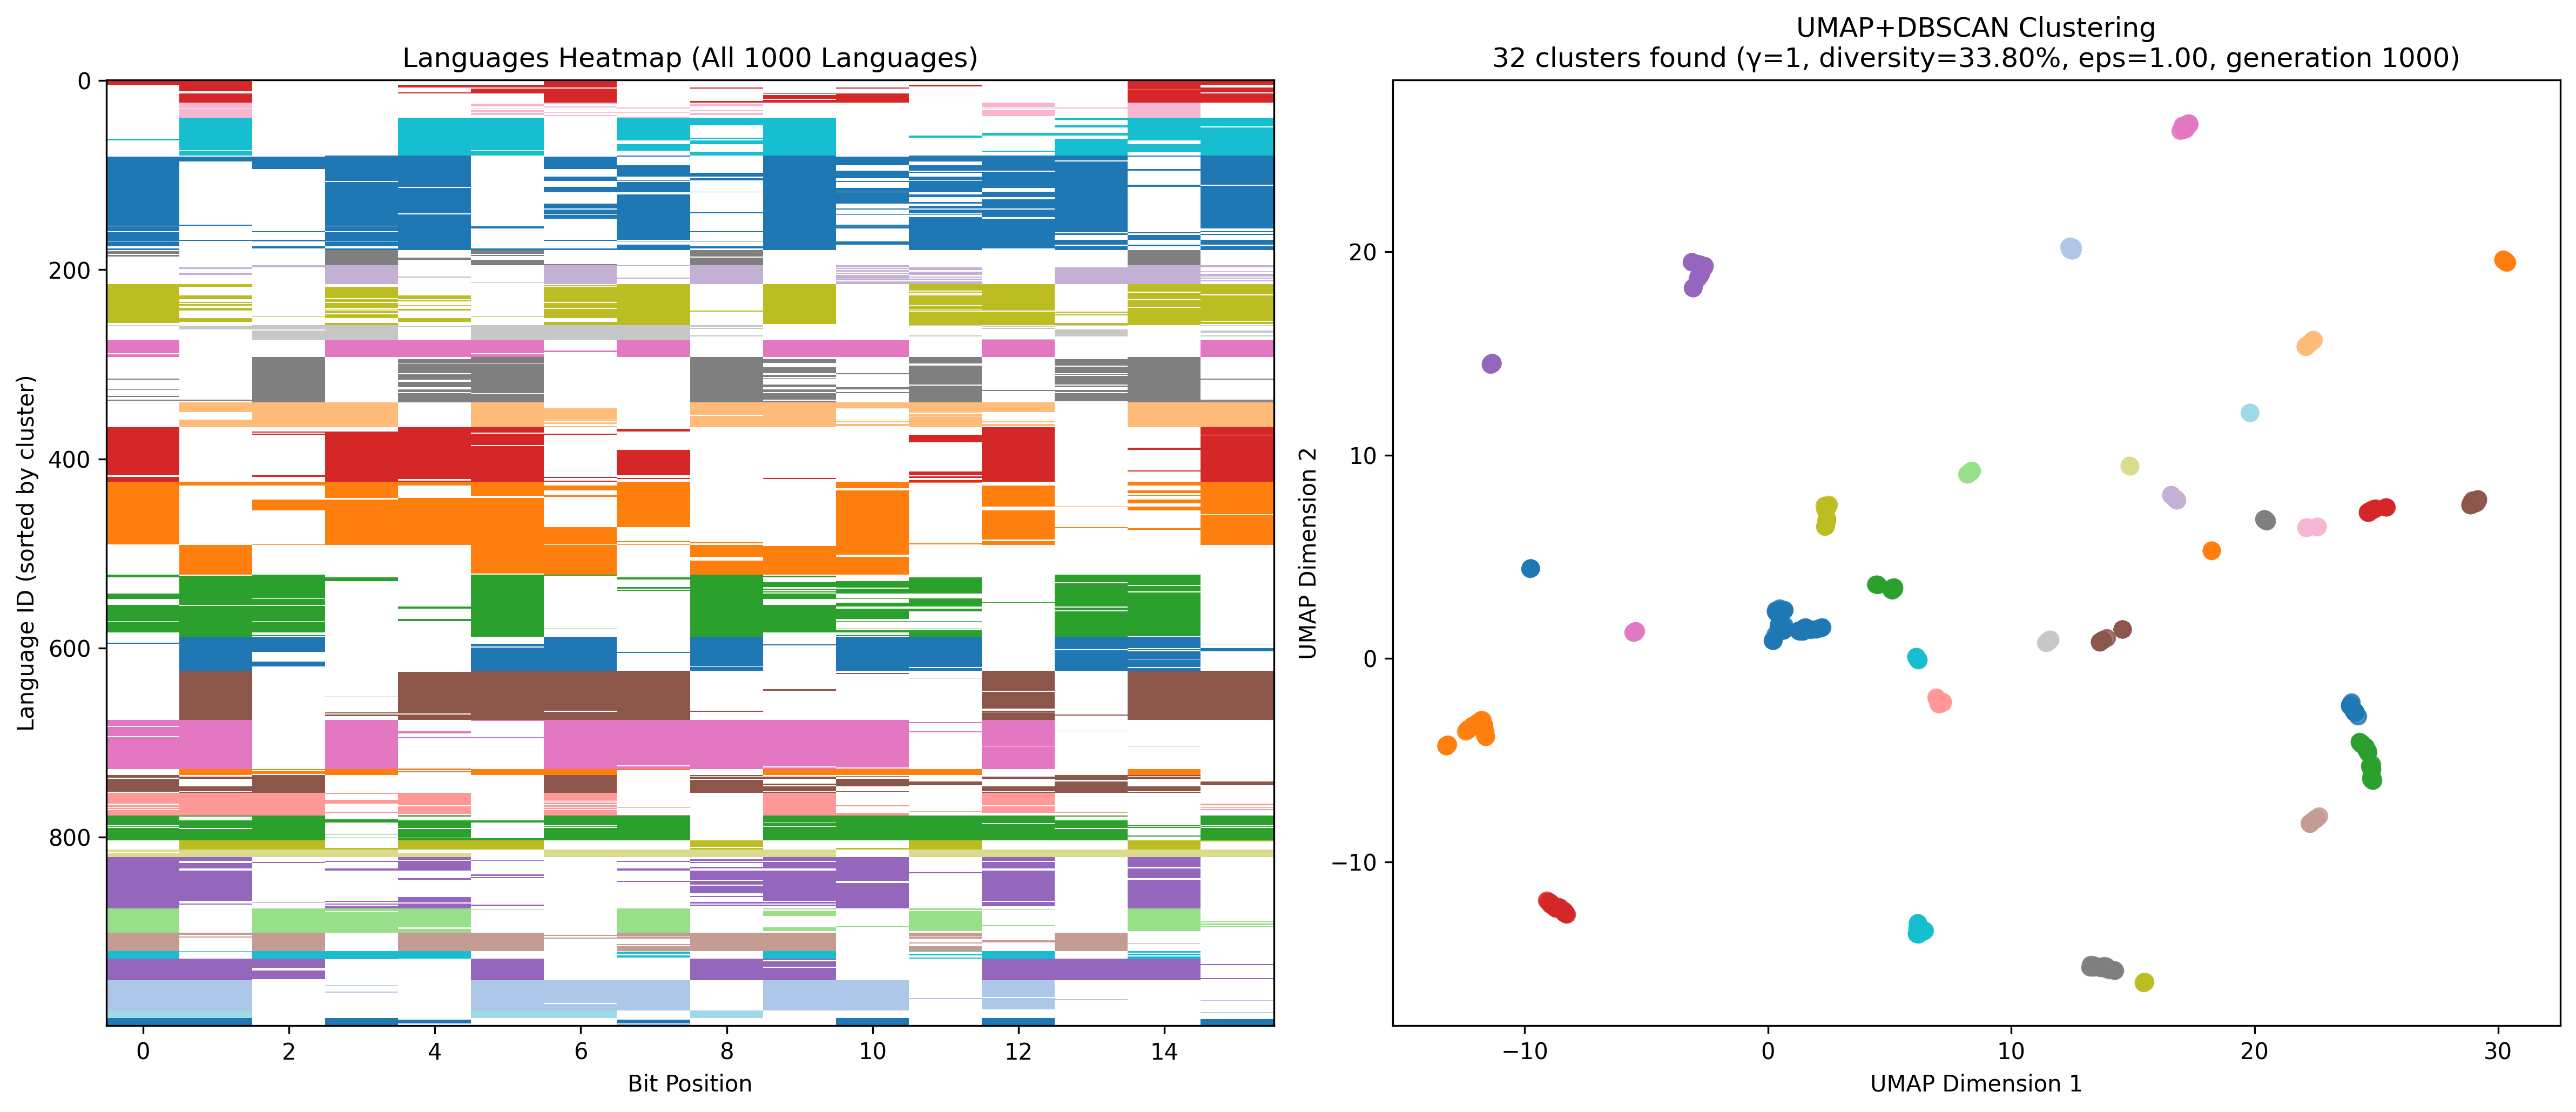 Languages Heatmap (All 1000 Languages)
0
200
400
600
800
Language ID (sorted by cluster)
0 2 4 6 8 10 12 14
Bit Position
UMAP+DBSCAN Clustering
32 clusters found (γ=1, diversity=33.80%, eps=1.00, generation 1000)
20
10
0
−10
UMAP Dimension 2
−10 0 10 20 30
UMAP Dimension 1